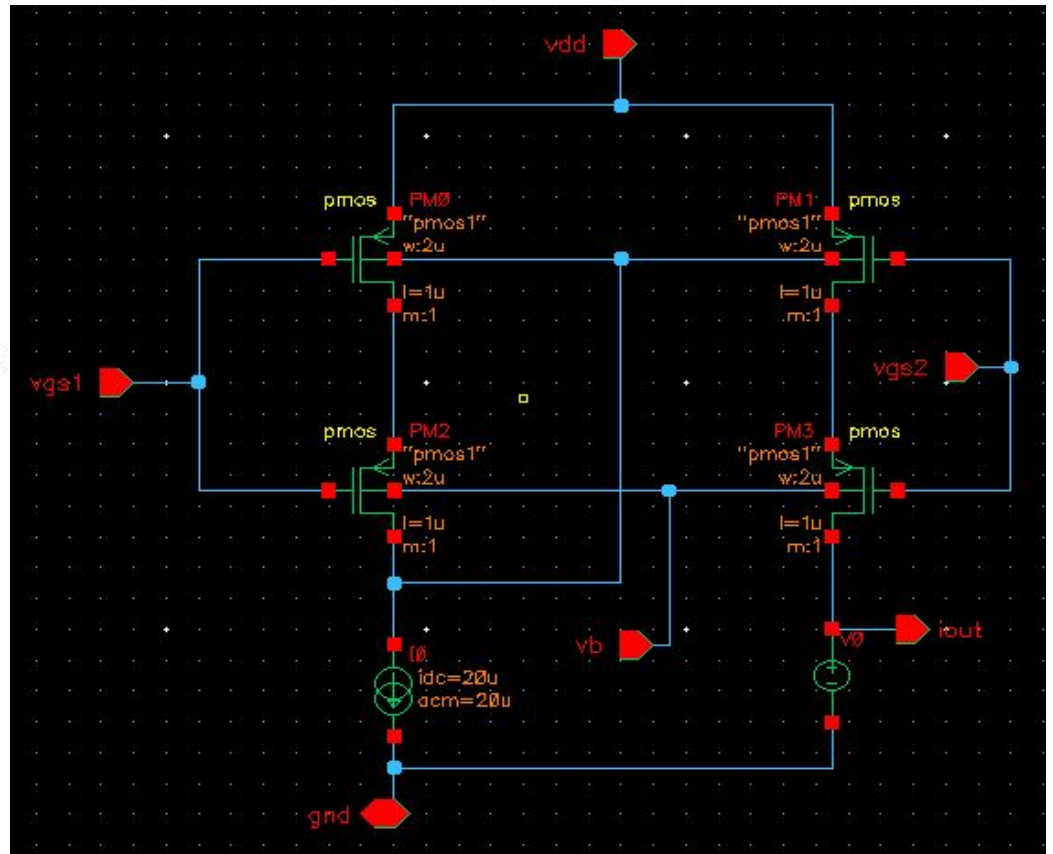 vdd
pmos PM0
"pmos1"
w:2u
l=1u
m:1
PM1 pmos
"pmos1"
w:2u
l=1u
m:1
vgs1
vgs2
pmos PM2
"pmos1"
w:2u
l=1u
m:1
PM3 pmos
"pmos1"
w:2u
l=1u
m:1
vb
iout
I0
idc=20u
acm=20u
V0
gnd